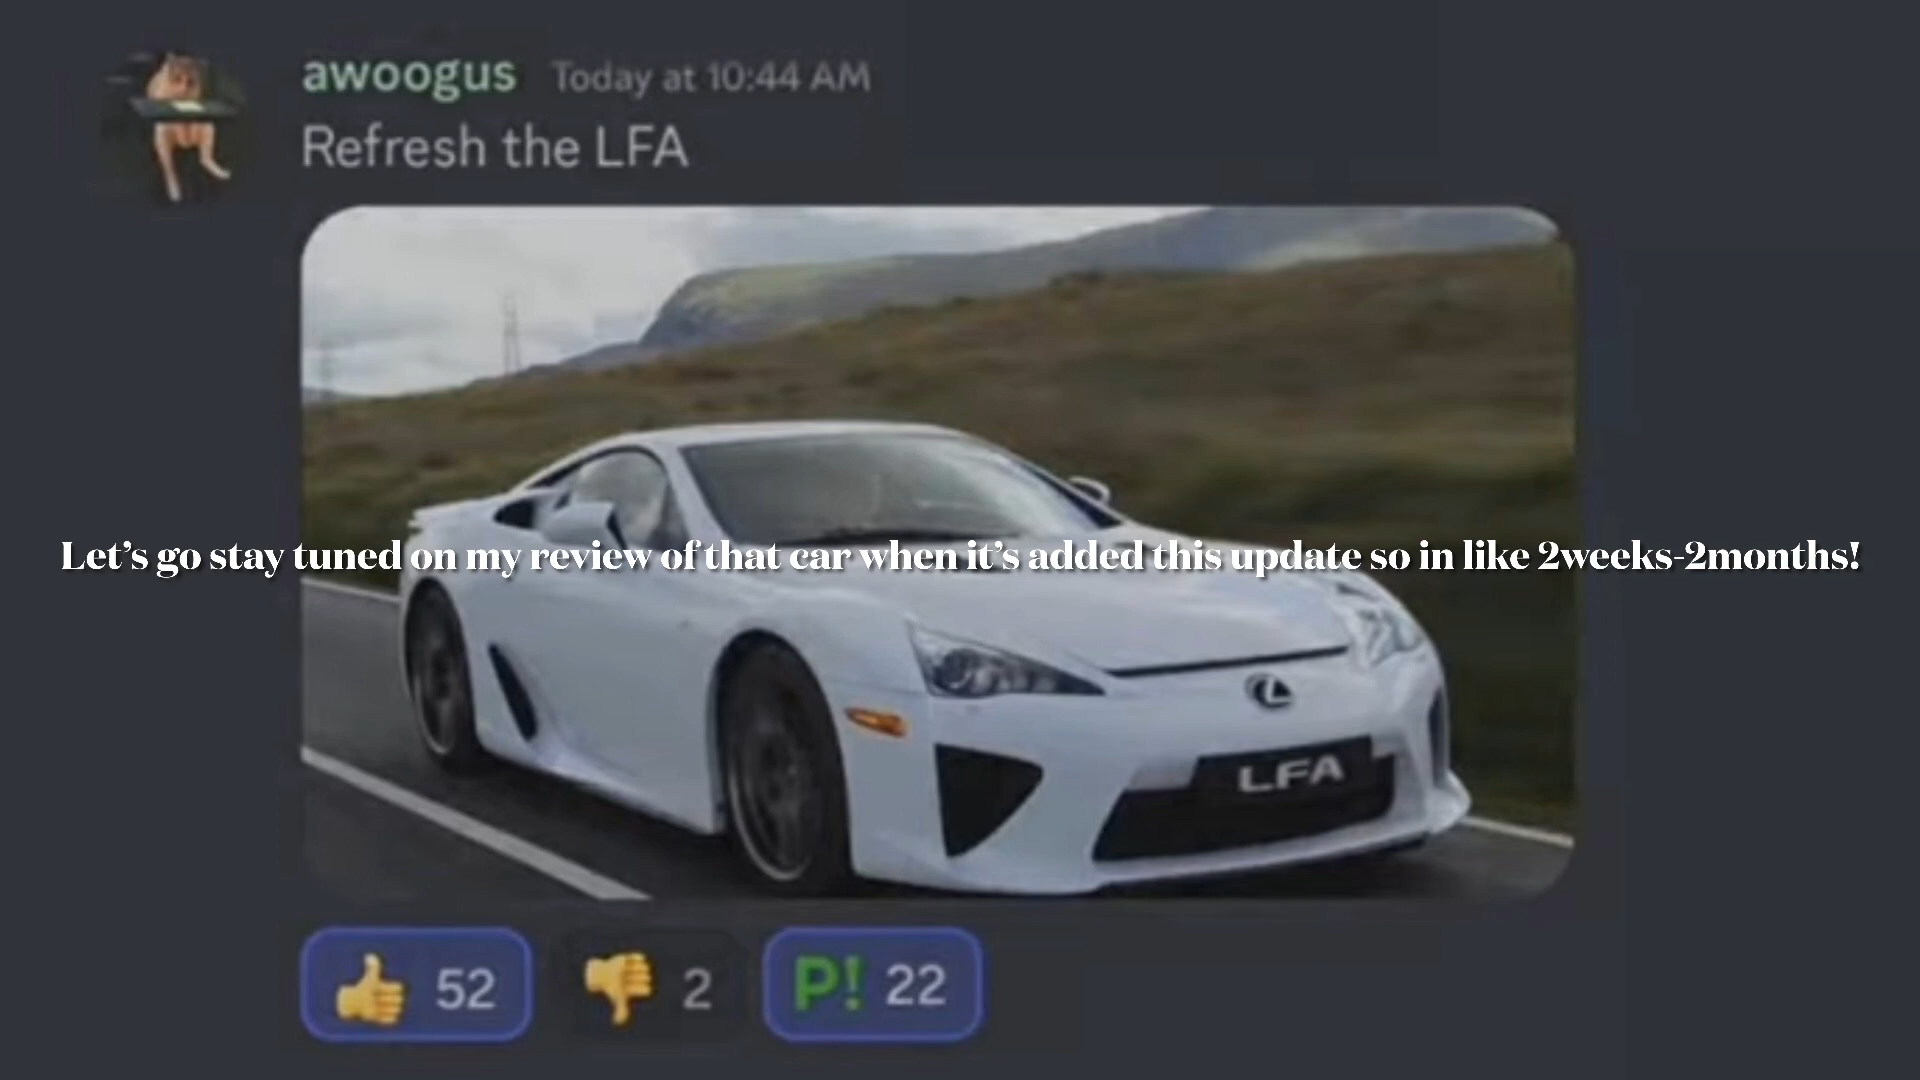 awoogus Today at 10:44 AM
Refresh the LFA
Let’s go stay tuned on my review of that car when it’s added this update so in like 2weeks-2months!
LFA
52 2 P! 22